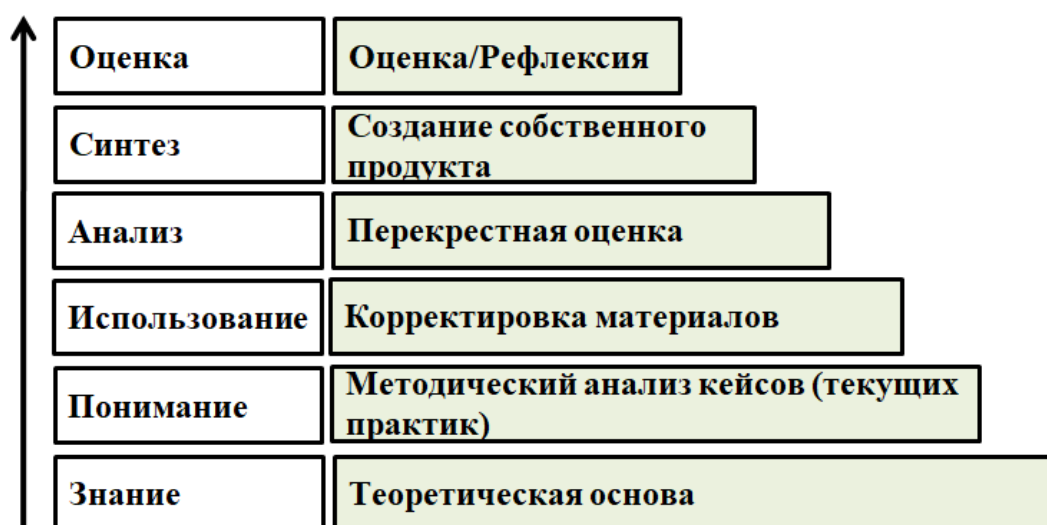 Оценка
Оценка/Рефлексия
Синтез
Создание собственного
продукта
Анализ
Перекрестная оценка
Использование
Корректировка материалов
Понимание
Методический анализ кейсов (текущих
практик)
Знание
Теоретическая основа